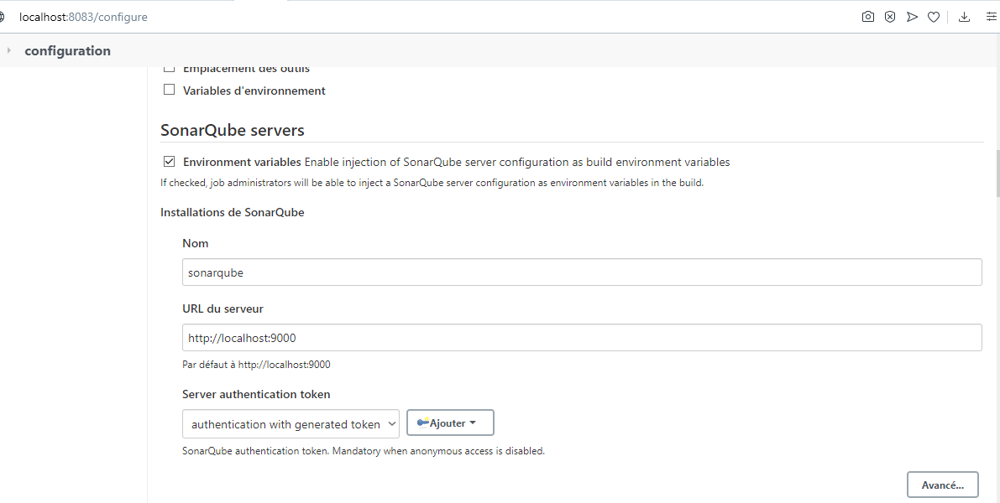 localhost:8083/configure
configuration
Emplacement des outils
Variables d'environnement
SonarQube servers
Environment variables Enable injection of SonarQube server configuration as build environment variables
If checked, job administrators will be able to inject a SonarQube server configuration as environment variables in the build.
Installations de SonarQube
Nom
sonarqube
URL du serveur
http://localhost:9000
Par défaut à http://localhost:9000
Server authentication token
authentication with generated token
Ajouter
SonarQube authentication token. Mandatory when anonymous access is disabled.
Avancé...